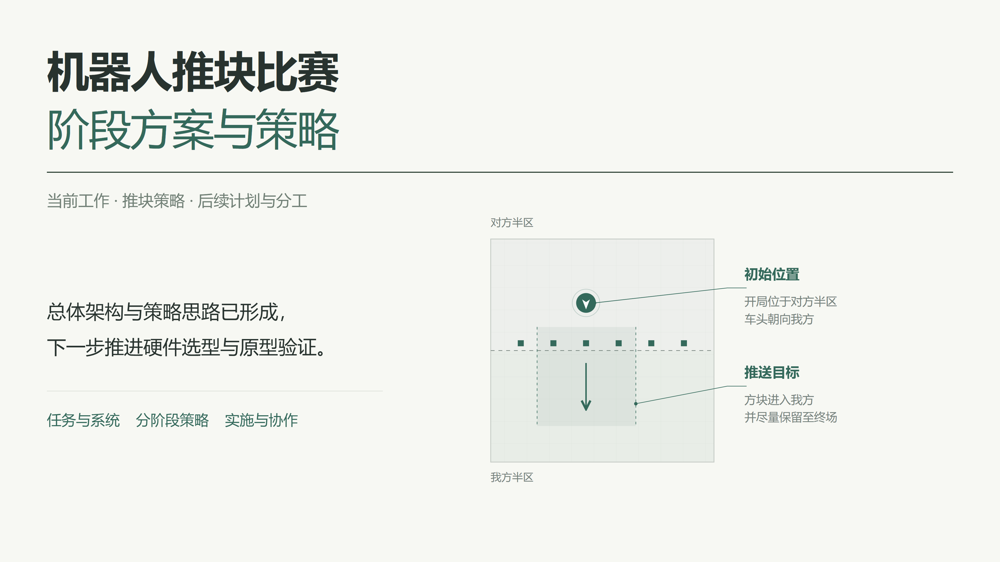 机器人推块比赛
阶段方案与策略
当前工作 · 推块策略 · 后续计划与分工
总体架构与策略思路已形成，
下一步推进硬件选型与原型验证。
任务与系统 分阶段策略 实施与协作
对方半区
初始位置
开局位于对方半区
车头朝向我方
推送目标
方块进入我方
并尽量保留至终场
我方半区